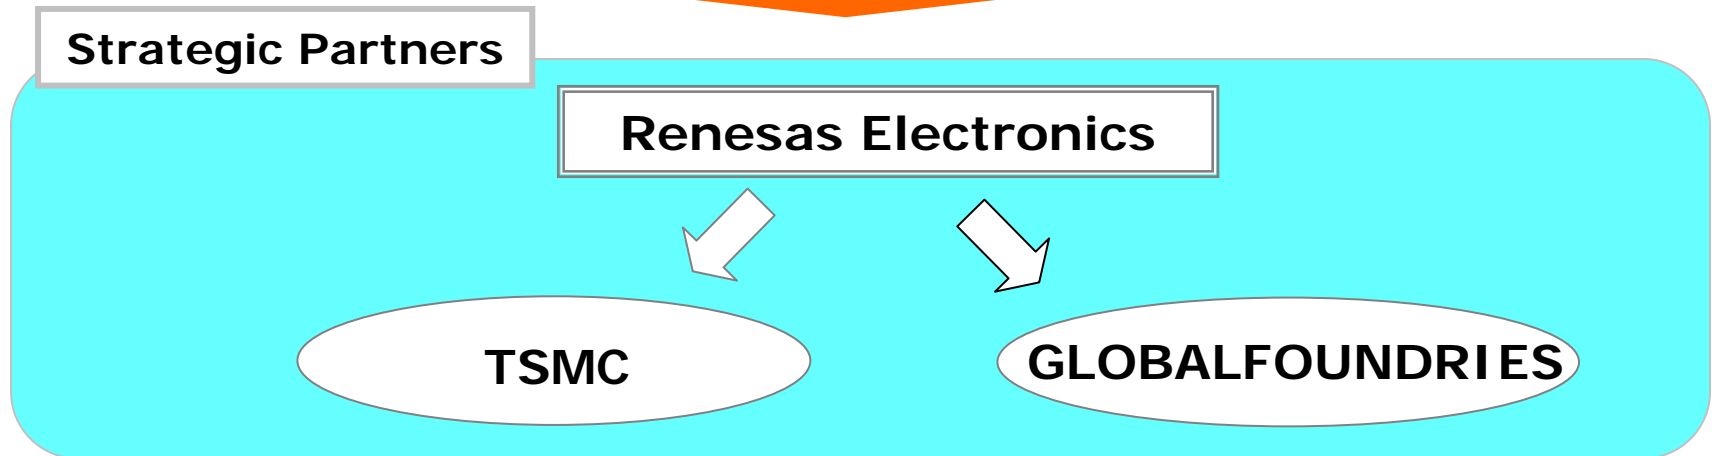 Strategic Partners
Renesas Electronics
TSMC
GLOBALFOUNDRIES